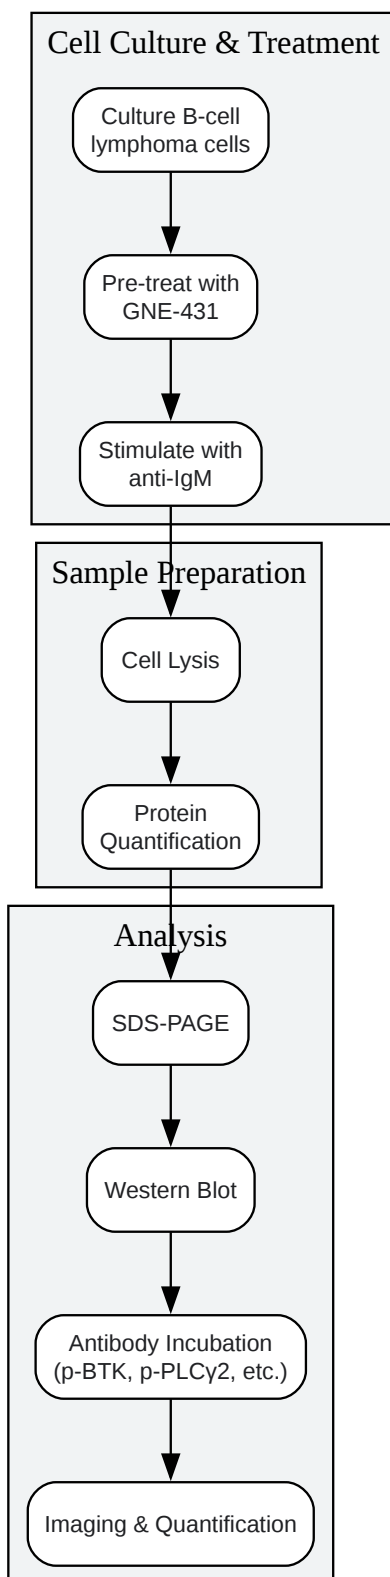 Cell Culture & Treatment
Culture B-cell
lymphoma cells
Pre-treat with
GNE-431
Stimulate with
anti-IgM
Sample Preparation
Cell Lysis
Protein
Quantification
Analysis
SDS-PAGE
Western Blot
Antibody Incubation
(p-BTK, p-PLCγ2, etc.)
Imaging & Quantification